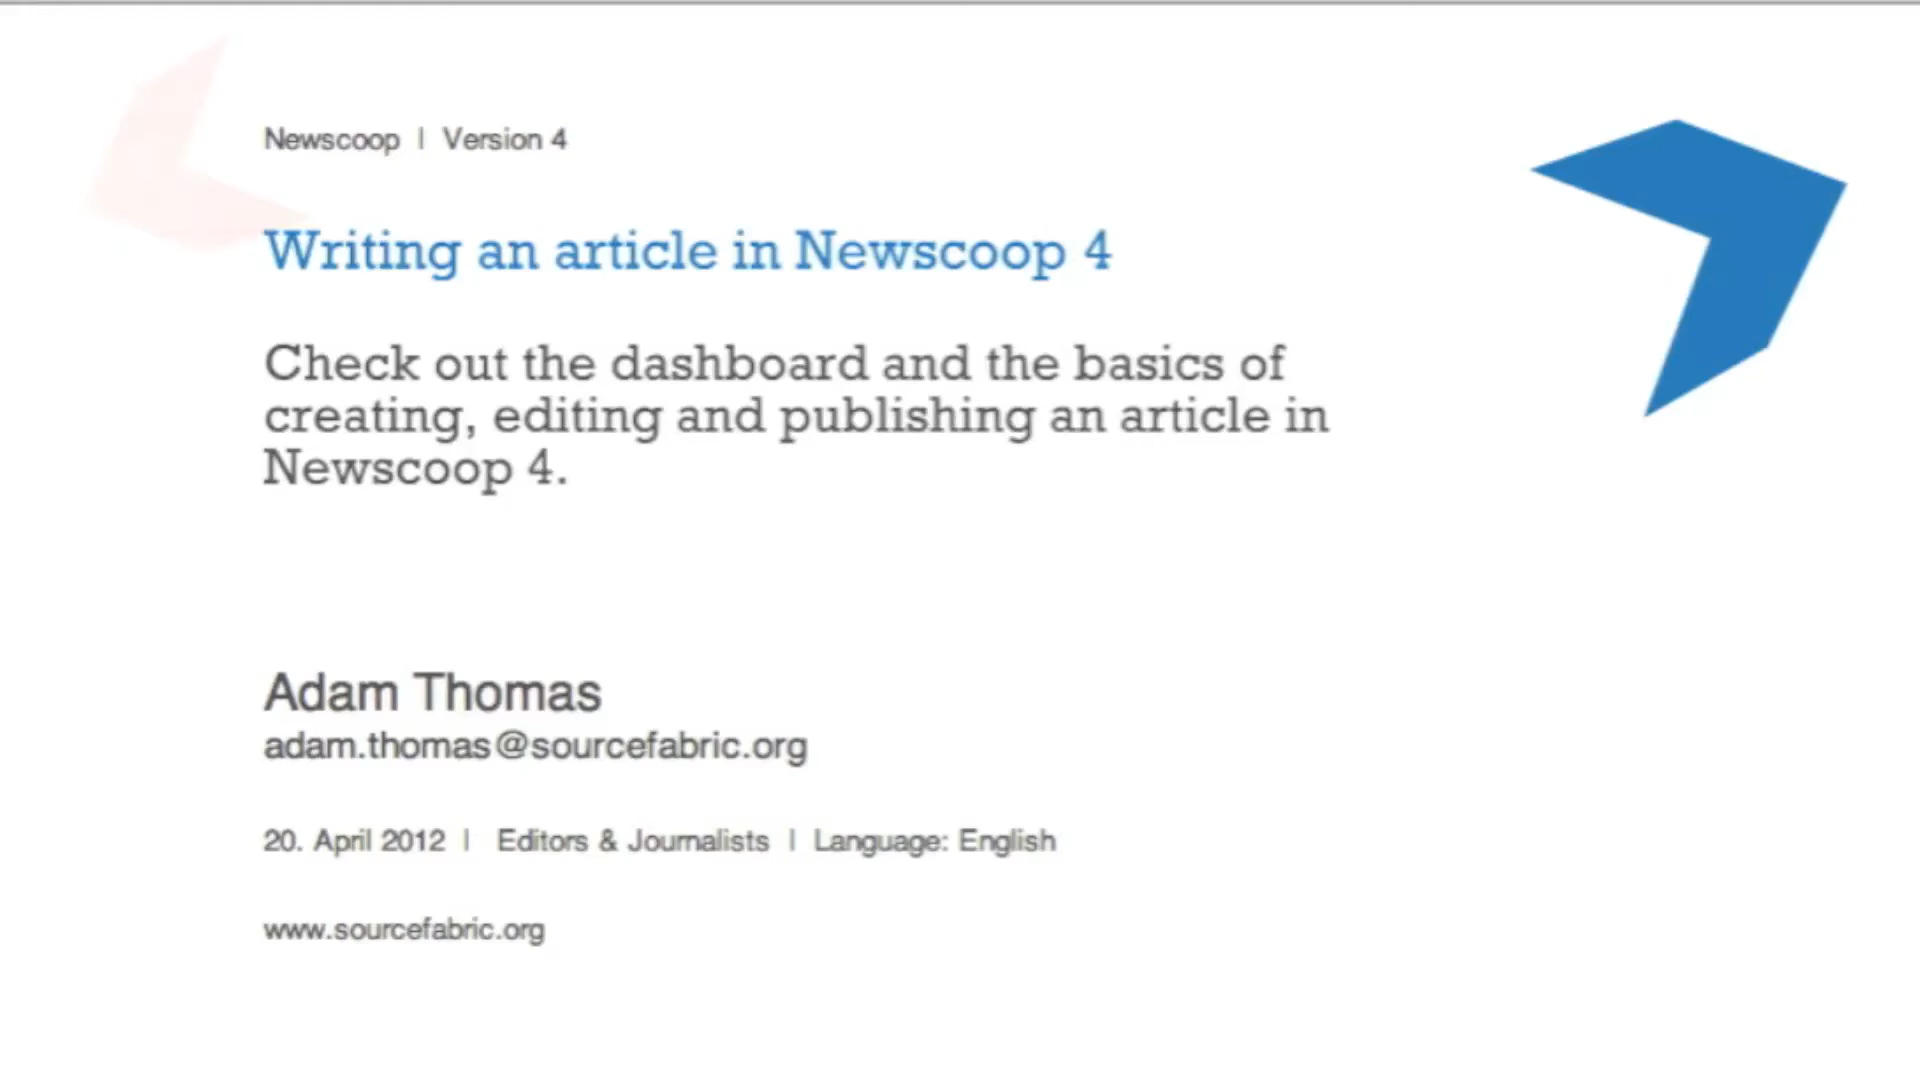 Newscoop | Version 4
Writing an article in Newscoop 4
Check out the dashboard and the basics of
creating, editing and publishing an article in
Newscoop 4.
Adam Thomas
adam.thomas@sourcefabric.org
20. April 2012 | Editors & Journalists | Language: English
www.sourcefabric.org